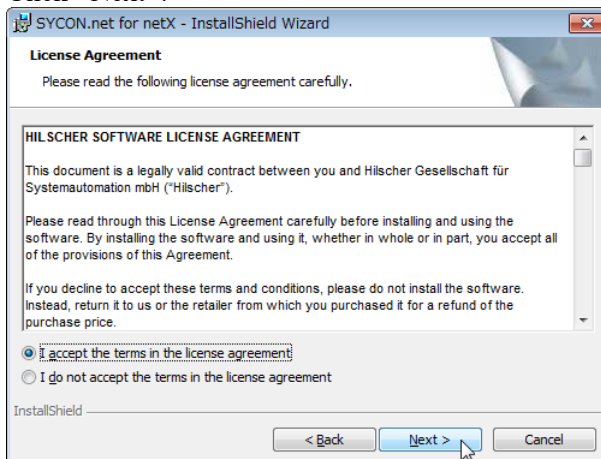 SYCON.net for netX - InstallShield Wizard
License Agreement
Please read the following license agreement carefully.
HILSCHER SOFTWARE LICENSE AGREEMENT
This document is a legally valid contract between you and Hilscher Gesellschaft für
Systemautomation mbH ("Hilscher").
Please read through this License Agreement carefully before installing and using the
software. By installing the software and using it, whether in whole or in part, you accept all
of the provisions of this Agreement.
If you decline to accept these terms and conditions, please do not install the software.
Instead, return it to us or the retailer from which you purchased it for a refund of the
purchase price.
I accept the terms in the license agreement
I do not accept the terms in the license agreement
InstallShield
< Back
Next >
Cancel